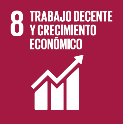 8 TRABAJO DECENTE
Y CRECIMIENTO
ECONÓMICO